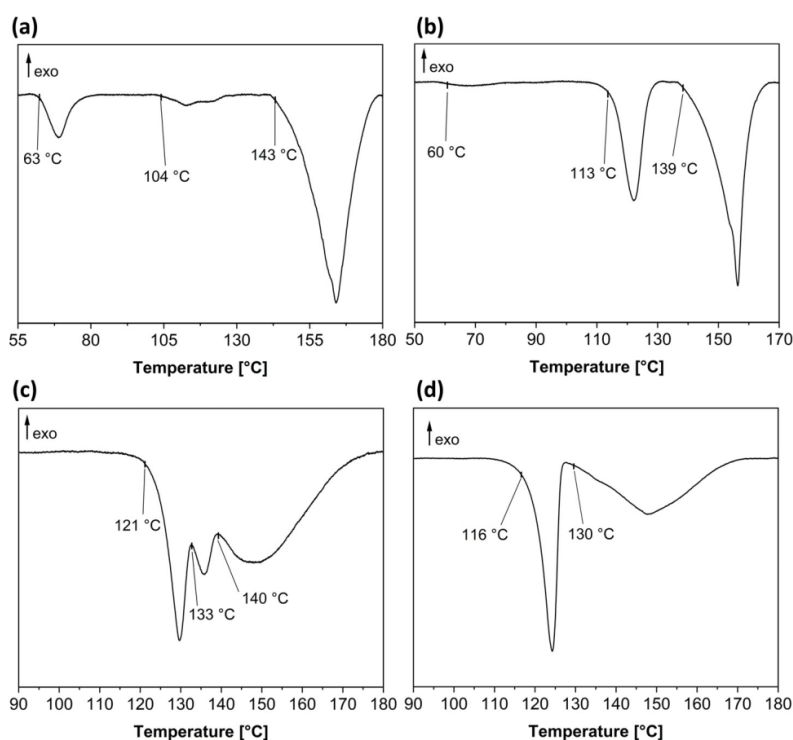 (a)
↑ exo
63 °C
104 °C
143 °C
55 80 105 130 155 180
Temperature [°C]
(b)
↑ exo
60 °C
113 °C
139 °C
50 70 90 110 130 150 170
Temperature [°C]
(c)
↑ exo
121 °C
133 °C
140 °C
90 100 110 120 130 140 150 160 170 180
Temperature [°C]
(d)
↑ exo
116 °C
130 °C
90 100 110 120 130 140 150 160 170 180
Temperature [°C]